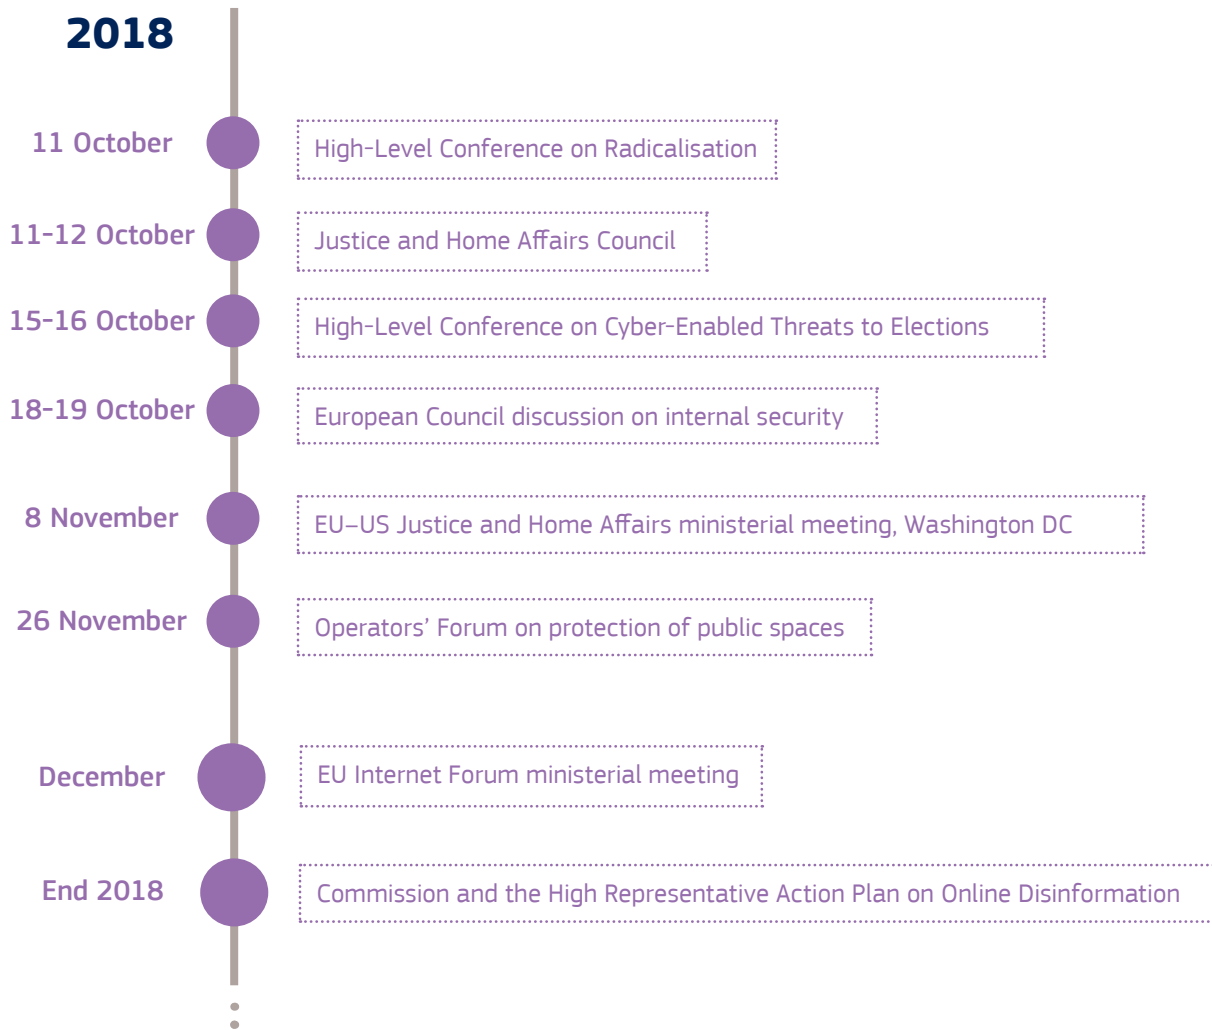 2018
11 October
High-Level Conference on Radicalisation
11-12 October
Justice and Home Affairs Council
15-16 October
High-Level Conference on Cyber-Enabled Threats to Elections
18-19 October
European Council discussion on internal security
8 November
EU–US Justice and Home Affairs ministerial meeting, Washington DC
26 November
Operators’ Forum on protection of public spaces
December
EU Internet Forum ministerial meeting
End 2018
Commission and the High Representative Action Plan on Online Disinformation